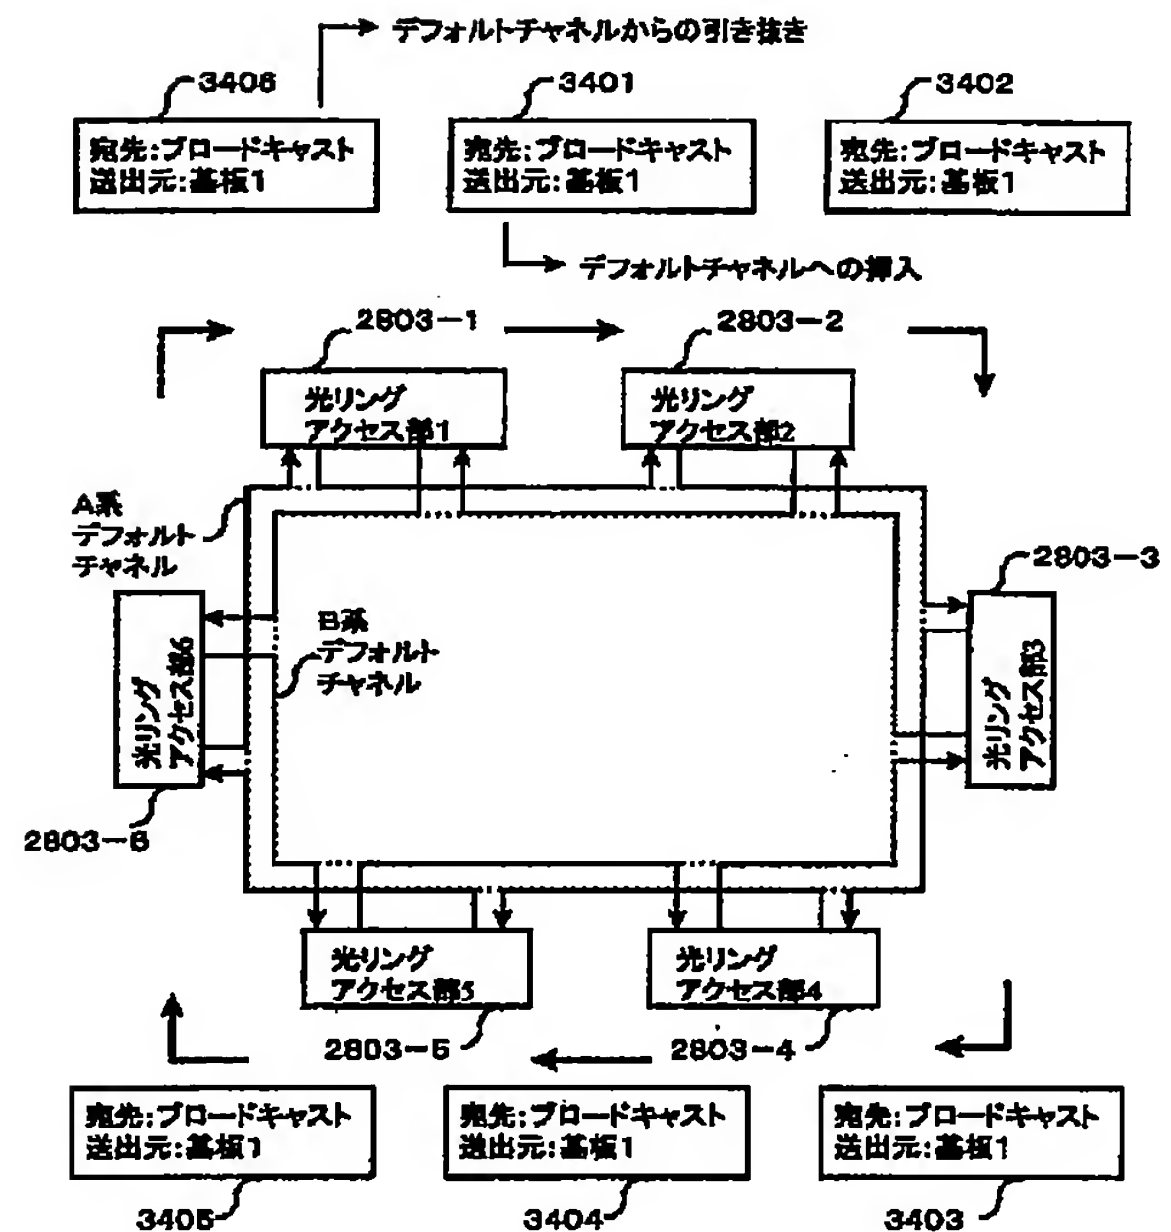 デフォルトチャネルからの引き抜き
3406
3401
3402
宛先:ブロードキャスト
送出元:基板1
宛先:ブロードキャスト
送出元:基板1
宛先:ブロードキャスト
送出元:基板1
デフォルトチャネルへの挿入
2803-1
2803-2
光リング
アクセス部1
光リング
アクセス部2
A系
デフォルト
チャネル
2803-3
B系
デフォルト
チャネル
光リング
アクセス部6
光リング
アクセス部3
2803-6
光リング
アクセス部5
光リング
アクセス部4
2803-5
2803-4
宛先:ブロードキャスト
送出元:基板1
宛先:ブロードキャスト
送出元:基板1
宛先:ブロードキャスト
送出元:基板1
3405
3404
3403